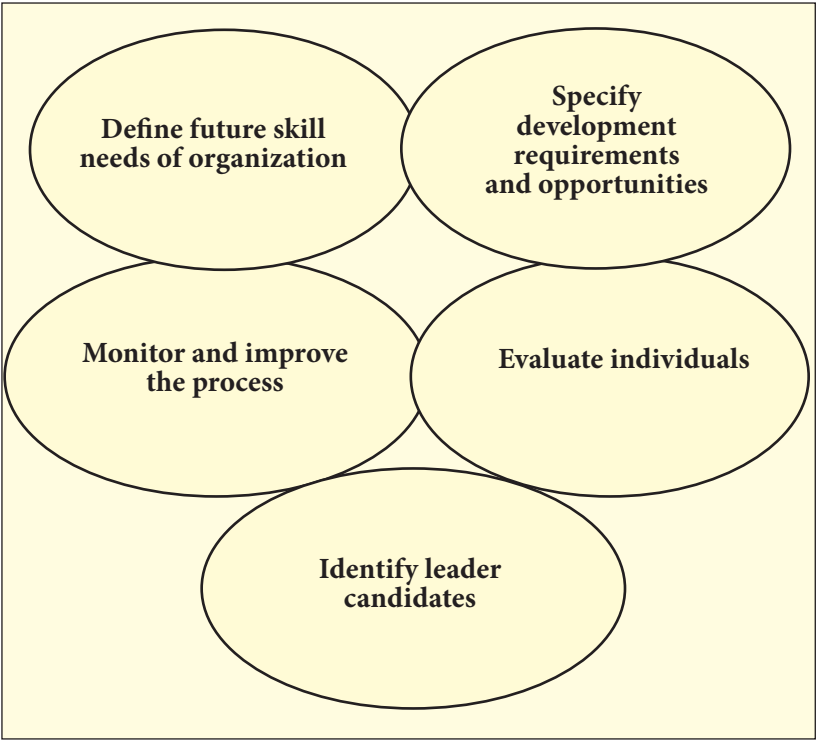 Define future skill
needs of organization
Specify
development
requirements
and opportunities
Monitor and improve
the process
Evaluate individuals
Identify leader
candidates